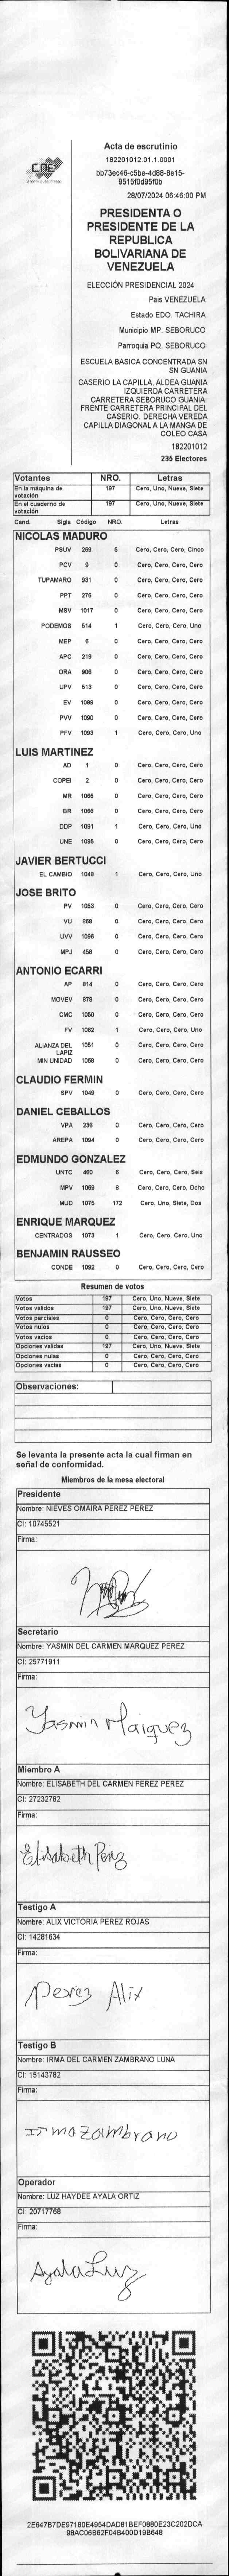 CNE
Acta de escrutinio
182201012.01.1.0001
bb73ec46-c5be-4d88-8e15-
9515f0d95f0b
28/07/2024 06:46:00 PM
PRESIDENTA O
PRESIDENTE DE LA
REPUBLICA
BOLIVARIANA DE
VENEZUELA
ELECCIÓN PRESIDENCIAL 2024
Pais VENEZUELA
Estado EDO. TACHIRA
Municipio MP. SEBORUCO
Parroquia PQ. SEBORUCO
ESCUELA BASICA CONCENTRADA SN
SN GUANIA
CASERIO LA CAPILLA, ALDEA GUANIA
IZQUIERDA CARRETERA
CARRETERA SEBORUCO GUANIA.
FRENTE CARRETERA PRINCIPAL DEL
CASERIO. DERECHA VEREDA
CAPILLA DIAGONAL A LA MANGA DE
COLEO CASA
182201012
235 Electores
Votantes NRO. Letras
En la máquina de votación 197 Cero, Uno, Nueve, Siete
En el cuaderno de votación 197 Cero, Uno, Nueve, Siete
Cand. Sigla Código NRO. Letras
NICOLAS MADURO
PSUV 269 5 Cero, Cero, Cero, Cinco
PCV 9 0 Cero, Cero, Cero, Cero
TUPAMARO 931 0 Cero, Cero, Cero, Cero
PPT 276 0 Cero, Cero, Cero, Cero
MSV 1017 0 Cero, Cero, Cero, Cero
PODEMOS 514 1 Cero, Cero, Cero, Uno
MEP 6 0 Cero, Cero, Cero, Cero
APC 219 0 Cero, Cero, Cero, Cero
ORA 906 0 Cero, Cero, Cero, Cero
UPV 513 0 Cero, Cero, Cero, Cero
EV 1089 0 Cero, Cero, Cero, Cero
PVV 1090 0 Cero, Cero, Cero, Cero
PFV 1093 1 Cero, Cero, Cero, Uno
LUIS MARTINEZ
AD 1 0 Cero, Cero, Cero, Cero
COPEI 2 0 Cero, Cero, Cero, Cero
MR 1065 0 Cero, Cero, Cero, Cero
BR 1066 0 Cero, Cero, Cero, Cero
DDP 1091 1 Cero, Cero, Cero, Uno
UNE 1095 0 Cero, Cero, Cero, Cero
JAVIER BERTUCCI
EL CAMBIO 1048 1 Cero, Cero, Cero, Uno
JOSE BRITO
PV 1053 0 Cero, Cero, Cero, Cero
VU 868 0 Cero, Cero, Cero, Cero
UVV 1096 0 Cero, Cero, Cero, Cero
MPJ 458 0 Cero, Cero, Cero, Cero
ANTONIO ECARRI
AP 814 0 Cero, Cero, Cero, Cero
MOVEV 878 0 Cero, Cero, Cero, Cero
CMC 1050 0 Cero, Cero, Cero, Cero
FV 1062 1 Cero, Cero, Cero, Uno
ALIANZA DEL LAPIZ 1051 0 Cero, Cero, Cero, Cero
MIN UNIDAD 1068 0 Cero, Cero, Cero, Cero
CLAUDIO FERMIN
SPV 1049 0 Cero, Cero, Cero, Cero
DANIEL CEBALLOS
VPA 236 0 Cero, Cero, Cero, Cero
AREPA 1094 0 Cero, Cero, Cero, Cero
EDMUNDO GONZALEZ
UNTC 460 6 Cero, Cero, Cero, Seis
MPV 1069 8 Cero, Cero, Cero, Ocho
MUD 1075 172 Cero, Uno, Siete, Dos
ENRIQUE MARQUEZ
CENTRADOS 1073 1 Cero, Cero, Cero, Uno
BENJAMIN RAUSSEO
CONDE 1092 0 Cero, Cero, Cero, Cero
Resumen de votos
Votos 197 Cero, Uno, Nueve, Siete
Votos validos 197 Cero, Uno, Nueve, Siete
Votos parciales 0 Cero, Cero, Cero, Cero
Votos nulos 0 Cero, Cero, Cero, Cero
Votos vacios 0 Cero, Cero, Cero, Cero
Opciones validas 197 Cero, Uno, Nueve, Siete
Opciones nulas 0 Cero, Cero, Cero, Cero
Opciones vacias 0 Cero, Cero, Cero, Cero
Observaciones:
Se levanta la presente acta la cual firman en
señal de conformidad.
Miembros de la mesa electoral
Presidente
Nombre: NIEVES OMAIRA PEREZ PEREZ
CI: 10745521
Firma:
Secretario
Nombre: YASMIN DEL CARMEN MARQUEZ PEREZ
CI: 25771911
Firma:
Yasmin Marquez
Miembro A
Nombre: ELISABETH DEL CARMEN PEREZ PEREZ
CI: 27232782
Firma:
Elisabeth Perez
Testigo A
Nombre: ALIX VICTORIA PEREZ ROJAS
CI: 14281634
Firma:
Perez Alix
Testigo B
Nombre: IRMA DEL CARMEN ZAMBRANO LUNA
CI: 15143782
Firma:
Irma Zambrano
Operador
Nombre: LUZ HAYDEE AYALA ORTIZ
CI: 20717768
Firma:
Ayala Luz
2E647B7DE97180E4954DAD81BEF0880E23C202DCA
98AC06B62F04B400D19B648